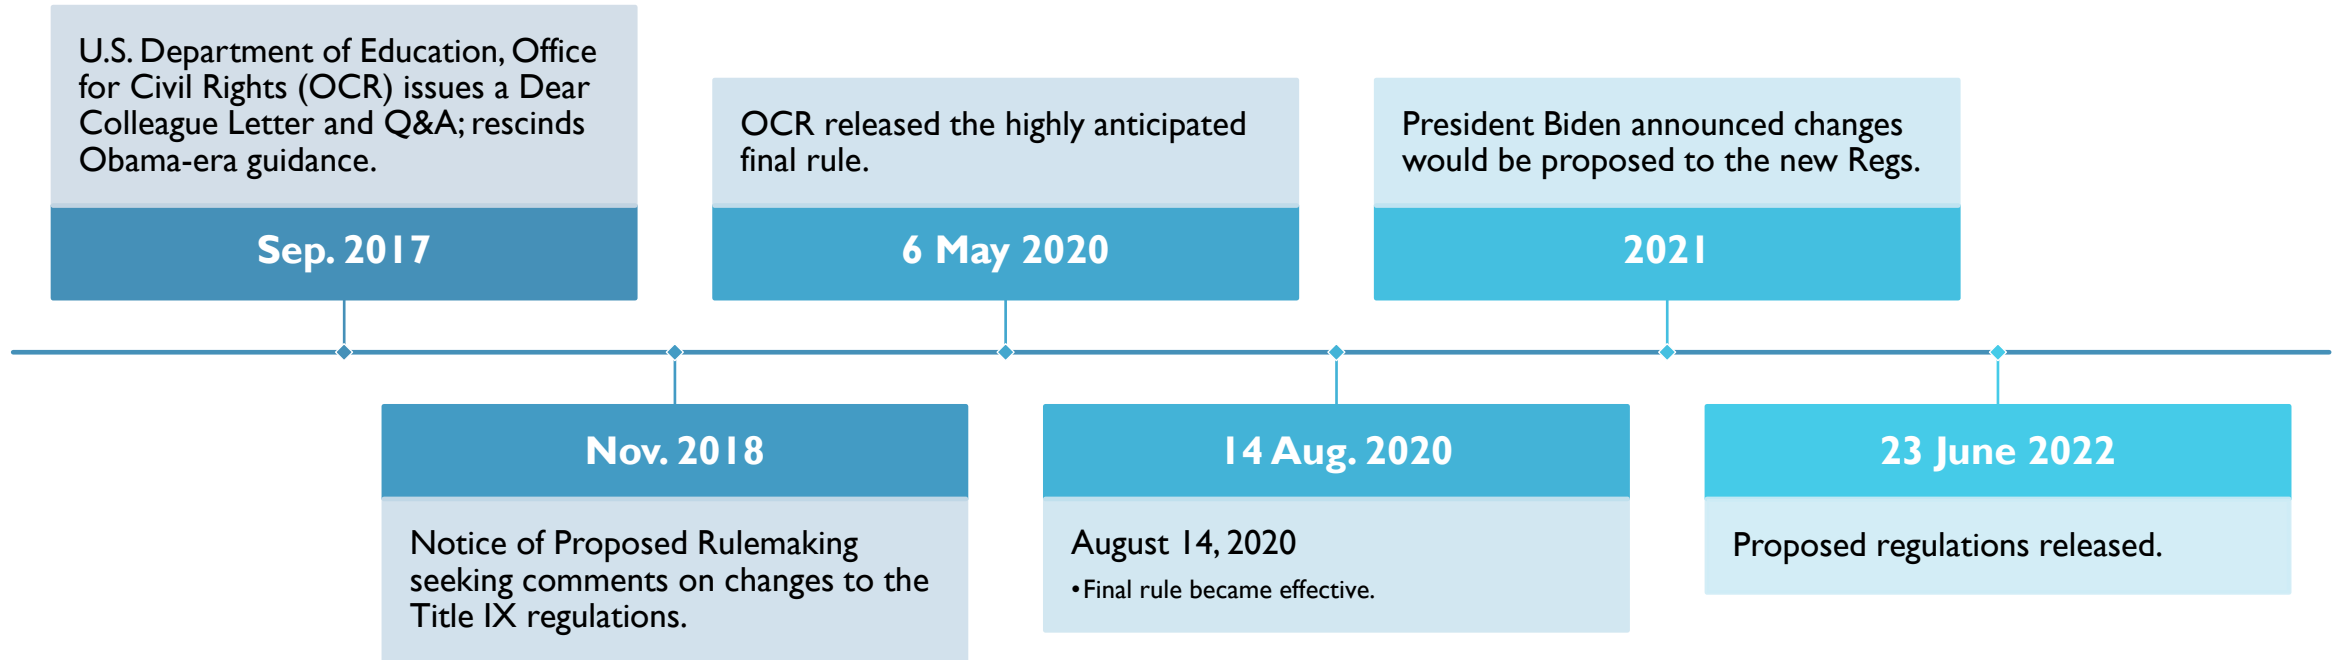 U.S. Department of Education, Office
for Civil Rights (OCR) issues a Dear
Colleague Letter and Q&A; rescinds
Obama-era guidance.
Sep. 2017
Nov. 2018
Notice of Proposed Rulemaking
seeking comments on changes to the
Title IX regulations.
OCR released the highly anticipated
final rule.
6 May 2020
14 Aug. 2020
August 14, 2020
•Final rule became effective.
President Biden announced changes
would be proposed to the new Regs.
2021
23 June 2022
Proposed regulations released.